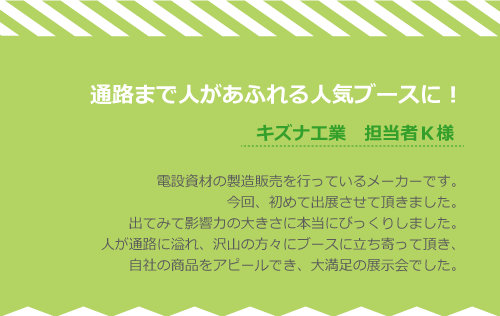 通路まで人があふれる人気ブースに！
キズナ工業　担当者Ｋ様
電設資材の製造販売を行っているメーカーです。
今回、初めて出展させて頂きました。
出てみて影響力の大きさに本当にびっくりしました。
人が通路に溢れ、沢山の方々にブースに立ち寄って頂き、
自社の商品をアピールでき、大満足の展示会でした。